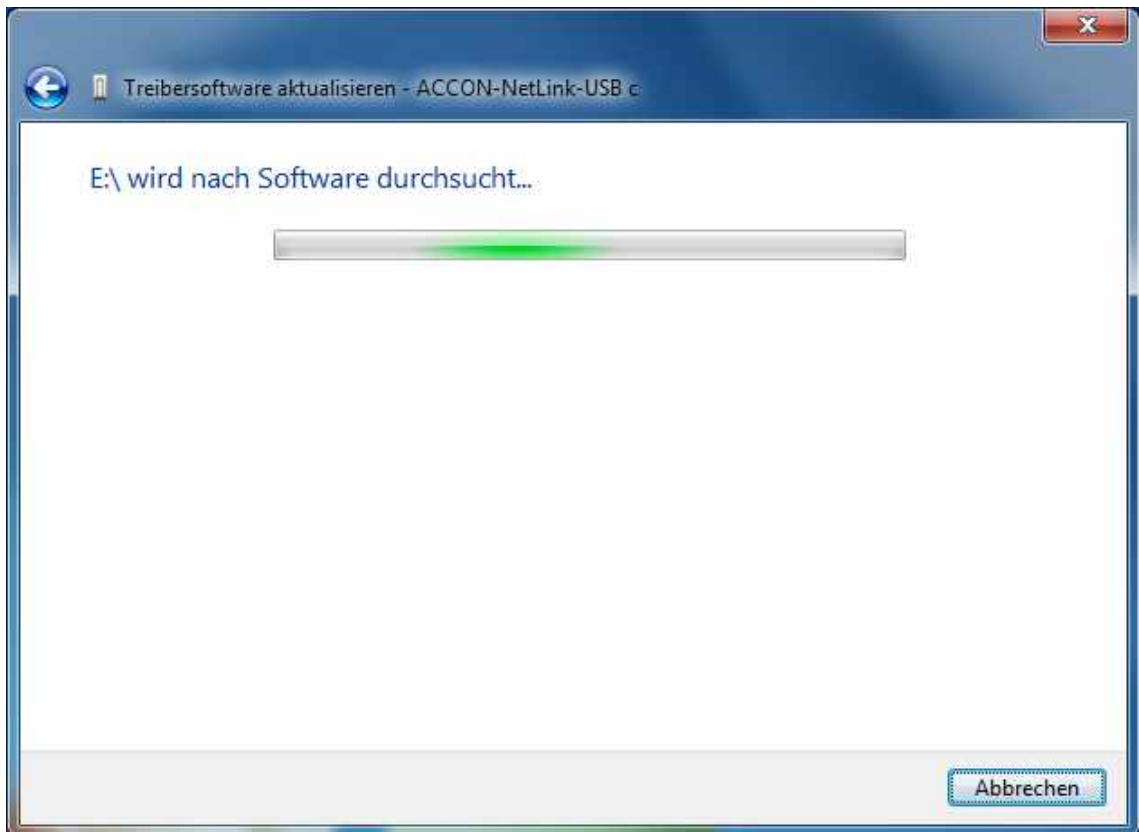 Treibersoftware aktualisieren - ACCON-NetLink-USB c
E:\ wird nach Software durchsucht...
Abbrechen